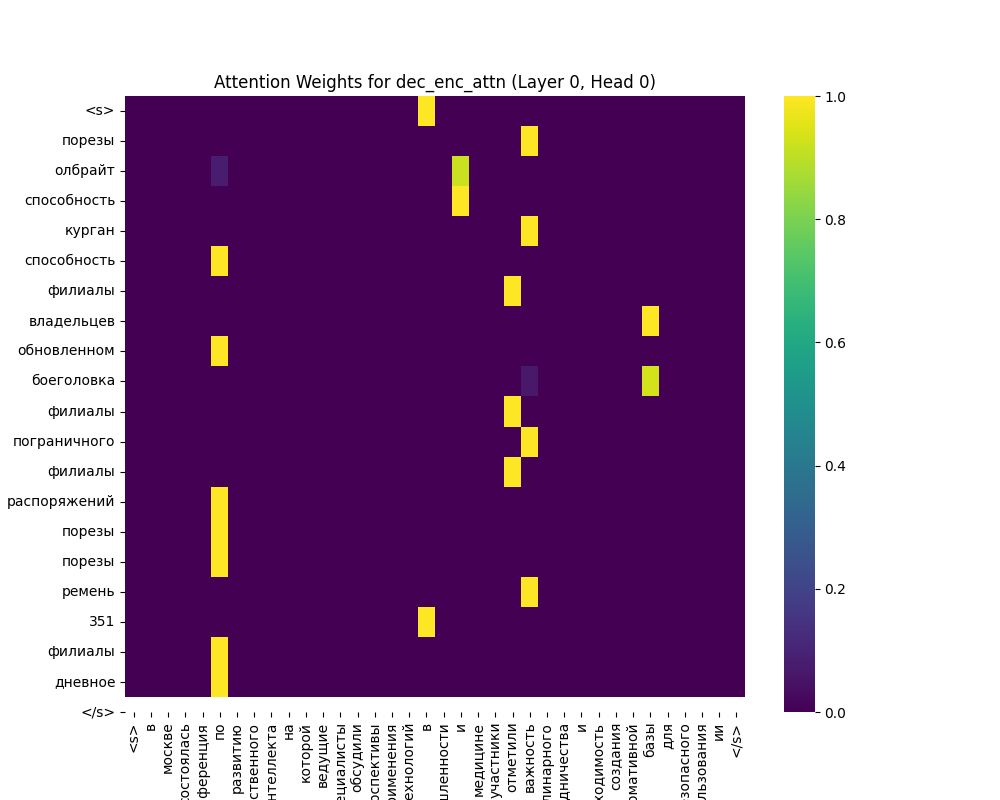 Attention Weights for dec_enc_attn (Layer 0, Head 0)
<s>
порезы
олбрайт
способность
курган
способность
филиалы
владельцев
обновленном
боеголовка
филиалы
пограничного
филиалы
распоряжений
порезы
порезы
ремень
351
филиалы
дневное
</s>
<s>
в
москве
состоялась
ференция
по
развитию
ственного
нтеллекта
на
которой
ведущие
ециалисты
обсудили
рспективы
рименения
ехнологий
в
шленности
и
медицине
участники
отметили
важность
линарного
дничества
и
ходимость
создания
рмативной
базы
для
езопасного
льзования
ии
</s>
1.0
0.8
0.6
0.4
0.2
0.0